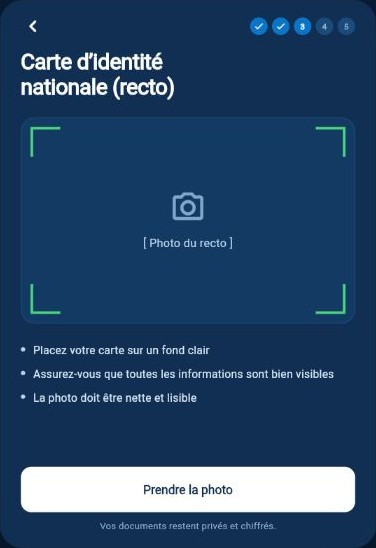 3 4 5
Carte d’identité
nationale (recto)
[ Photo du recto ]
• Placez votre carte sur un fond clair
• Assurez-vous que toutes les informations sont bien visibles
• La photo doit être nette et lisible
Prendre la photo
Vos documents restent privés et chiffrés.